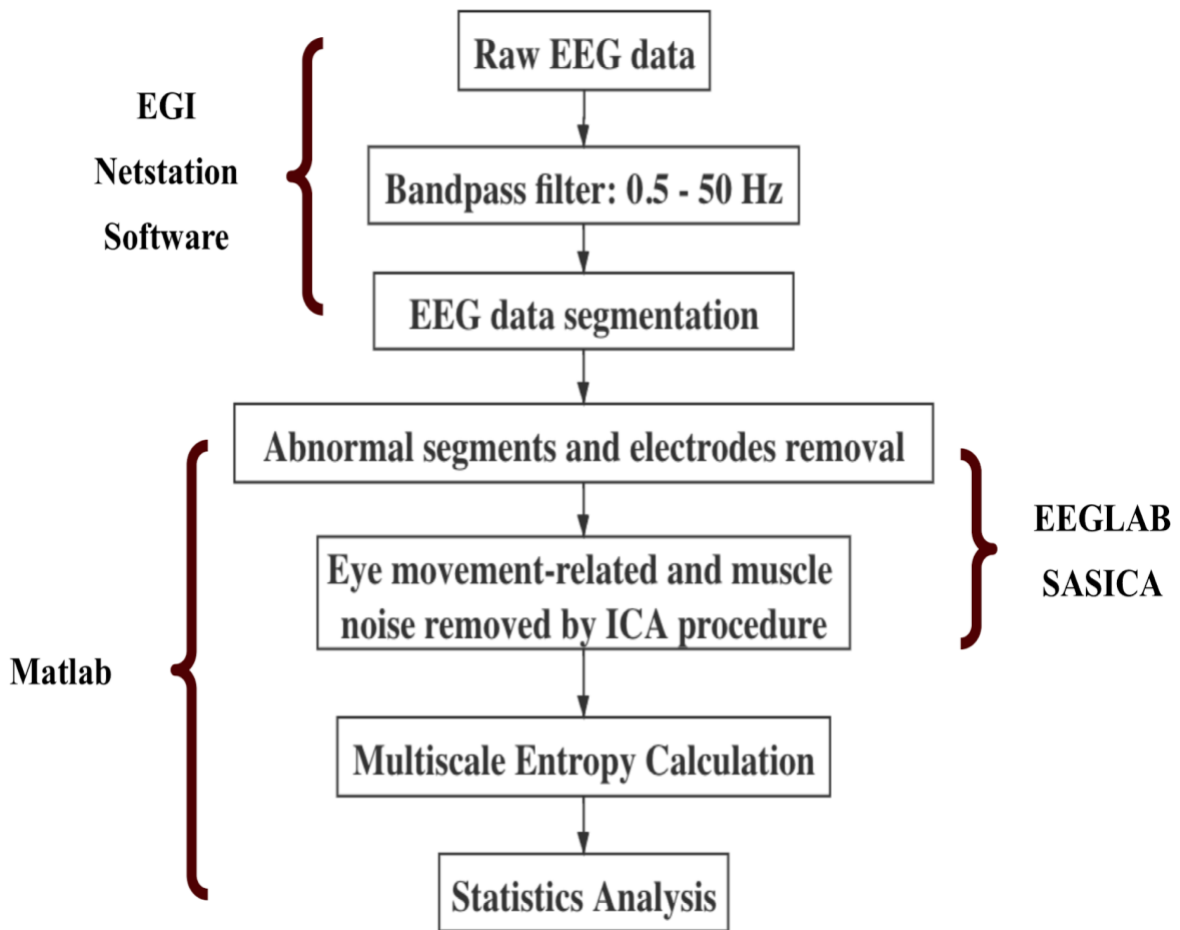 Raw EEG data
EGI
Netstation
Software
Bandpass filter: 0.5 - 50 Hz
EEG data segmentation
Abnormal segments and electrodes removal
Eye movement-related and muscle
noise removed by ICA procedure
EEGLAB
SASICA
Matlab
Multiscale Entropy Calculation
Statistics Analysis